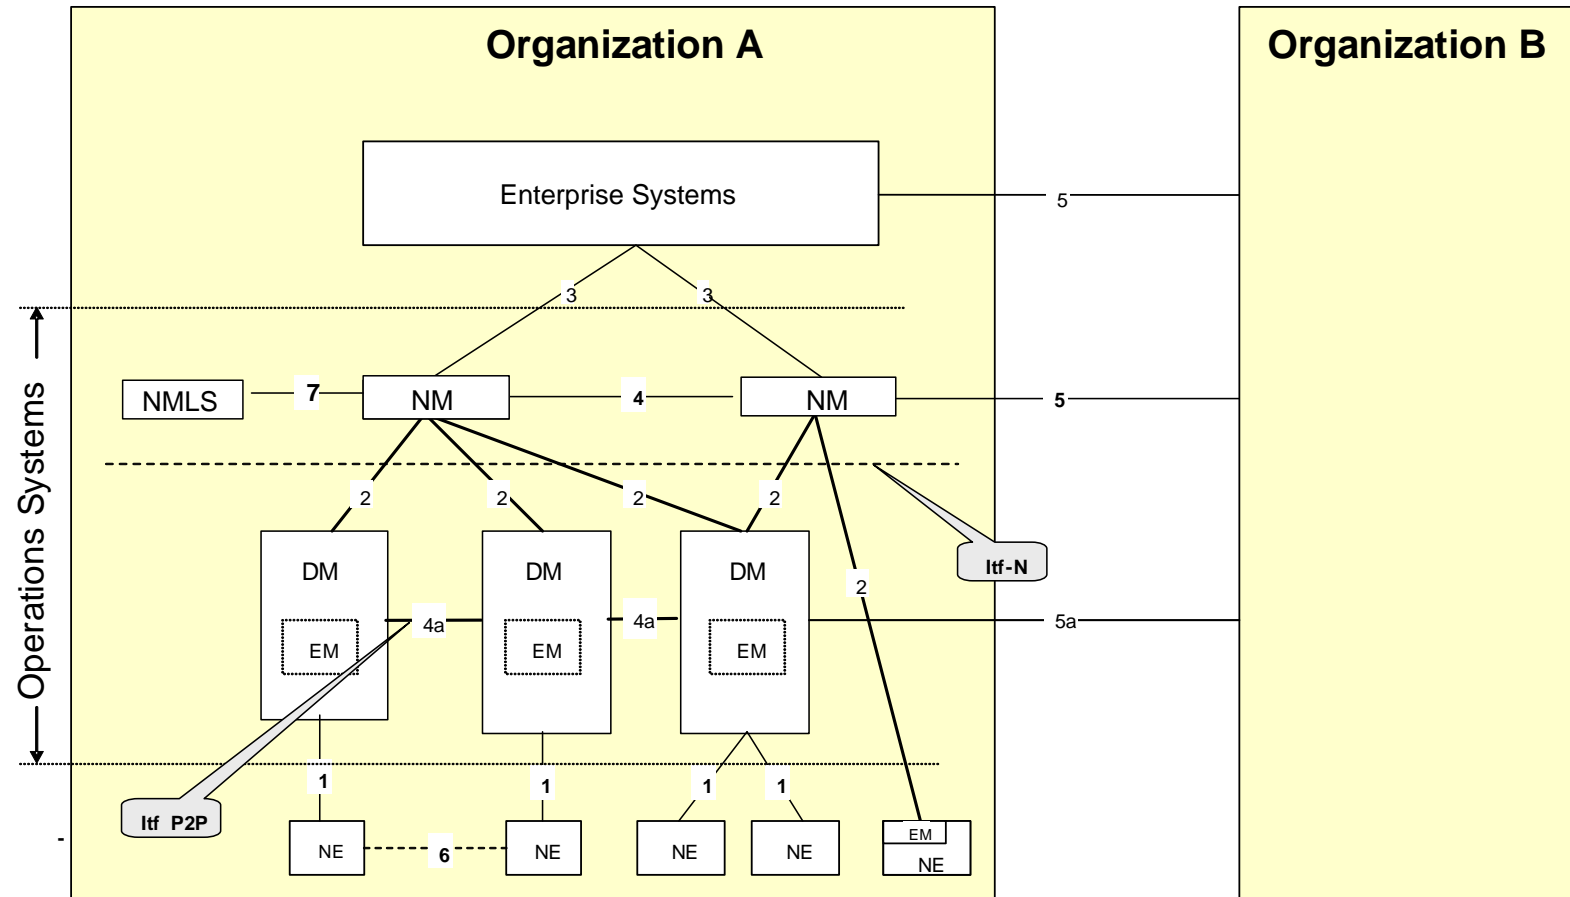 Organization A
Organization B
Enterprise Systems
5
3
3
Operations Systems
NMLS
7
NM
4
NM
5
2
2
2
2
Itf-N
DM
DM
DM
2
4a
4a
5a
EM
EM
EM
1
1
1
1
Itf P2P
-
NE
6
NE
NE
NE
EM
NE